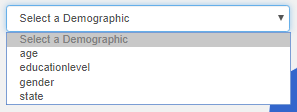 Select a Demographic
Select a Demographic
age
educationlevel
gender
state